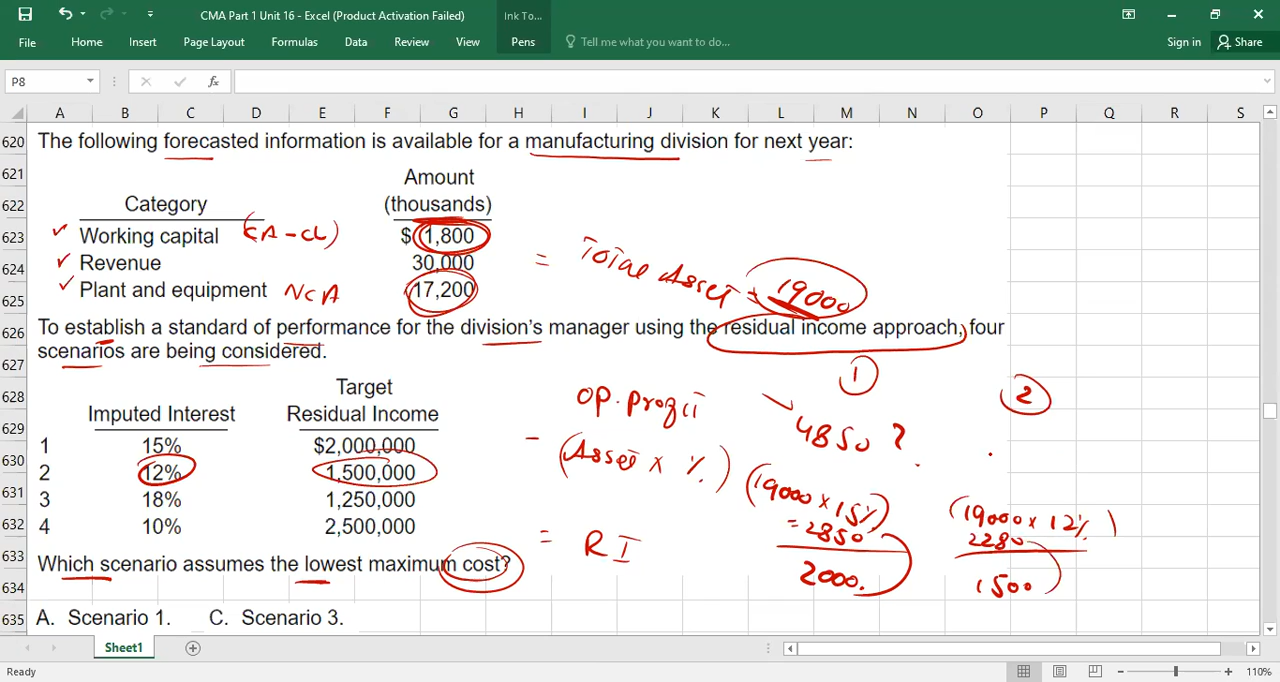 CMA Part 1 Unit 16 - Excel (Product Activation Failed)
Ink To...
File Home Insert Page Layout Formulas Data Review View Pens Tell me what you want to do... Sign in Share
P8 fx
A B C D E F G H I J K L M N O P Q R S
620 The following forecasted information is available for a manufacturing division for next year:
621 Amount
622 Category (thousands)
623 Working capital (CA-CL) $ 1,800
624 Revenue 30,000 = Total Asset = 19000
625 Plant and equipment NCA 17,200
626 To establish a standard of performance for the division's manager using the residual income approach, four
627 scenarios are being considered.
1
628 Target OP. profit 2
629 Imputed Interest Residual Income 4850 ?
630 1 15% $2,000,000 - (Asset x %)
2 12% 1,500,000
631 3 18% 1,250,000 (19000 x 15%) (19000 x 12%)
632 4 10% 2,500,000 = 2850 2280
633 Which scenario assumes the lowest maximum cost? = RI 2000. 1500
634
635 A. Scenario 1. C. Scenario 3.
Sheet1
Ready 110%